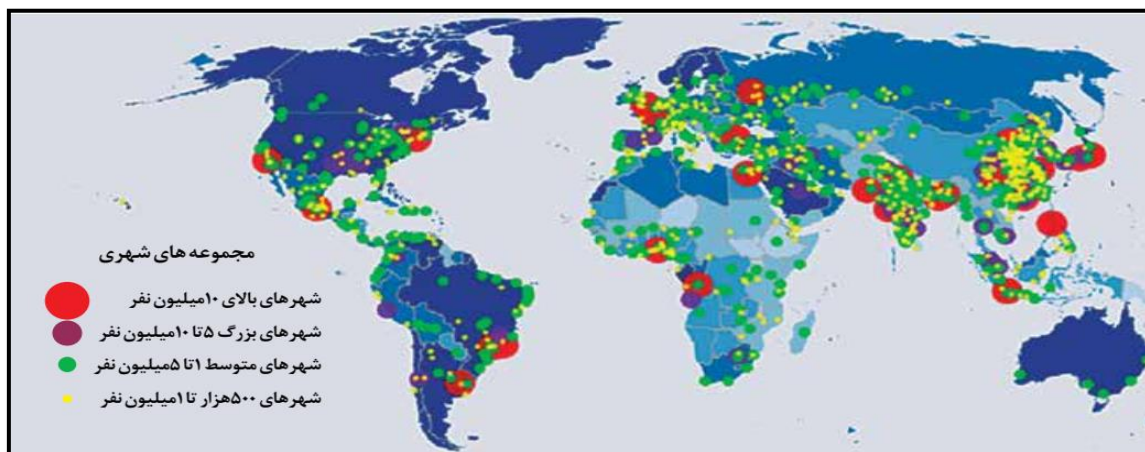 مجموعه های شهری
شهرهای بالای ۱۰میلیون نفر
شهرهای بزرگ ۵ تا ۱۰میلیون نفر
شهرهای متوسط ۱ تا ۵میلیون نفر
شهرهای ۵۰۰هزار تا ۱میلیون نفر